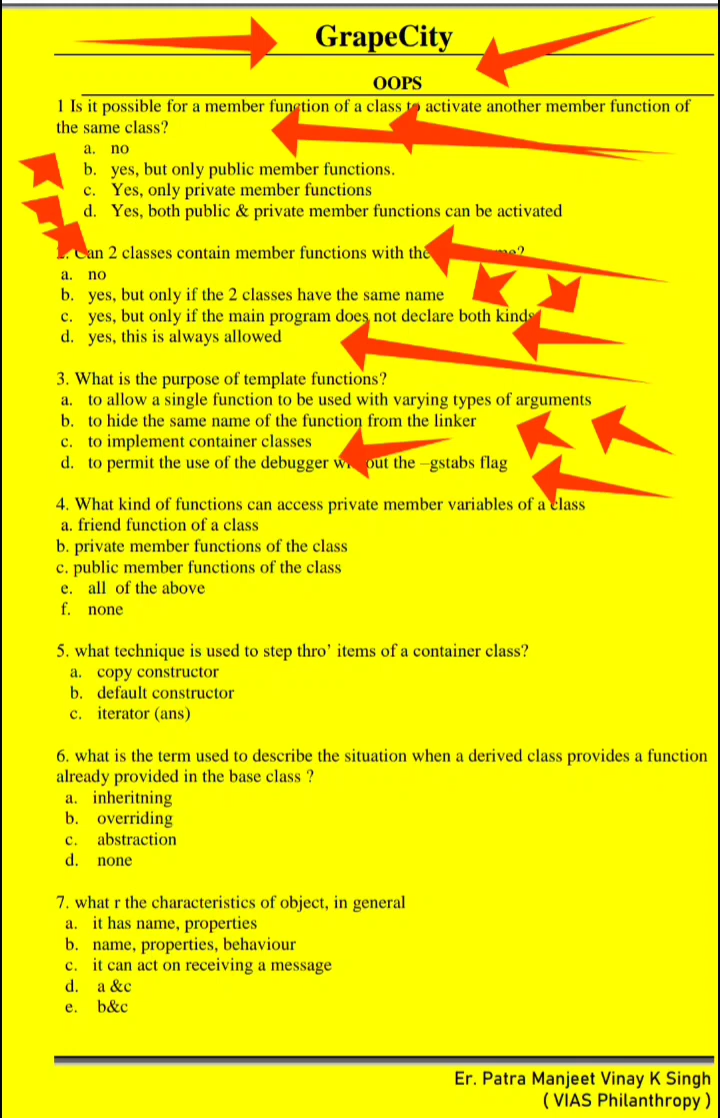 GrapeCity
OOPS
1 Is it possible for a member function of a class to activate another member function of
the same class?
a. no
b. yes, but only public member functions.
c. Yes, only private member functions
d. Yes, both public & private member functions can be activated
2. Can 2 classes contain member functions with the
a. no
b. yes, but only if the 2 classes have the same name
c. yes, but only if the main program does not declare both kinds
d. yes, this is always allowed
3. What is the purpose of template functions?
a. to allow a single function to be used with varying types of arguments
b. to hide the same name of the function from the linker
c. to implement container classes
d. to permit the use of the debugger without the –gstabs flag
4. What kind of functions can access private member variables of a class
a. friend function of a class
b. private member functions of the class
c. public member functions of the class
e. all of the above
f. none
5. what technique is used to step thro’ items of a container class?
a. copy constructor
b. default constructor
c. iterator (ans)
6. what is the term used to describe the situation when a derived class provides a function
already provided in the base class ?
a. inheritning
b. overriding
c. abstraction
d. none
7. what r the characteristics of object, in general
a. it has name, properties
b. name, properties, behaviour
c. it can act on receiving a message
d. a &c
e. b&c
Er. Patra Manjeet Vinay K Singh
( VIAS Philanthropy )